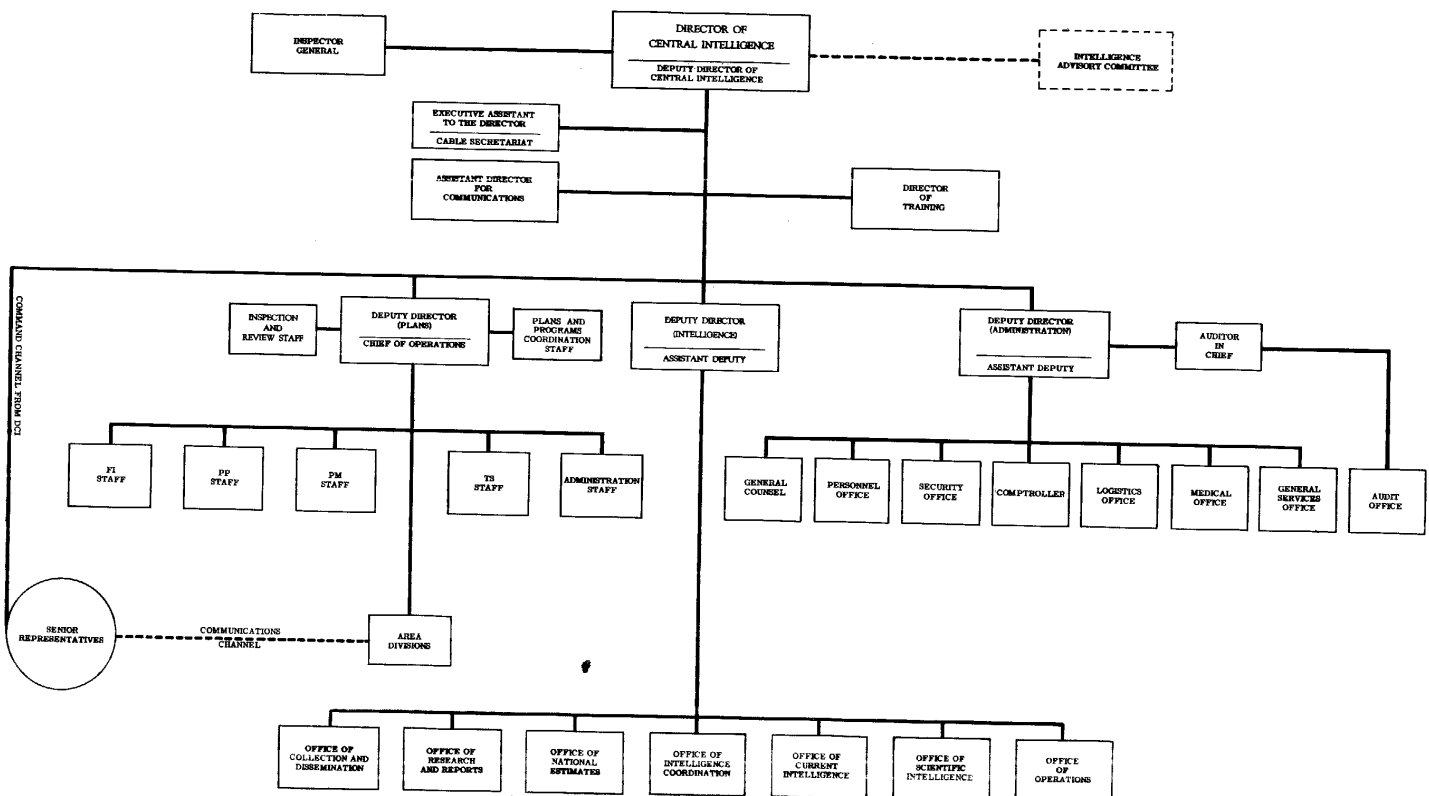 INSPECTOR
GENERAL
DIRECTOR OF
CENTRAL INTELLIGENCE
DEPUTY DIRECTOR OF
CENTRAL INTELLIGENCE
INTELLIGENCE
ADVISORY COMMITTEE
EXECUTIVE ASSISTANT
TO THE DIRECTOR
CABLE SECRETARIAT
ASSISTANT DIRECTOR
FOR
COMMUNICATIONS
DIRECTOR
OF
TRAINING
COMMAND CHANNEL FROM DCI
INSPECTION
AND
REVIEW STAFF
DEPUTY DIRECTOR
(PLANS)
CHIEF OF OPERATIONS
PLANS AND
PROGRAMS
COORDINATION
STAFF
DEPUTY DIRECTOR
(INTELLIGENCE)
ASSISTANT DEPUTY
DEPUTY DIRECTOR
(ADMINISTRATION)
ASSISTANT DEPUTY
AUDITOR
IN
CHIEF
FI
STAFF
PP
STAFF
PM
STAFF
TS
STAFF
ADMINISTRATION
STAFF
GENERAL
COUNSEL
PERSONNEL
OFFICE
SECURITY
OFFICE
COMPTROLLER
LOGISTICS
OFFICE
MEDICAL
OFFICE
GENERAL
SERVICES
OFFICE
AUDIT
OFFICE
SENIOR
REPRESENTATIVES
COMMUNICATIONS
CHANNEL
AREA
DIVISIONS
OFFICE OF
COLLECTION AND
DISSEMINATION
OFFICE OF
RESEARCH
AND REPORTS
OFFICE OF
NATIONAL
ESTIMATES
OFFICE OF
INTELLIGENCE
COORDINATION
OFFICE OF
CURRENT
INTELLIGENCE
OFFICE OF
SCIENTIFIC
INTELLIGENCE
OFFICE
OF
OPERATIONS